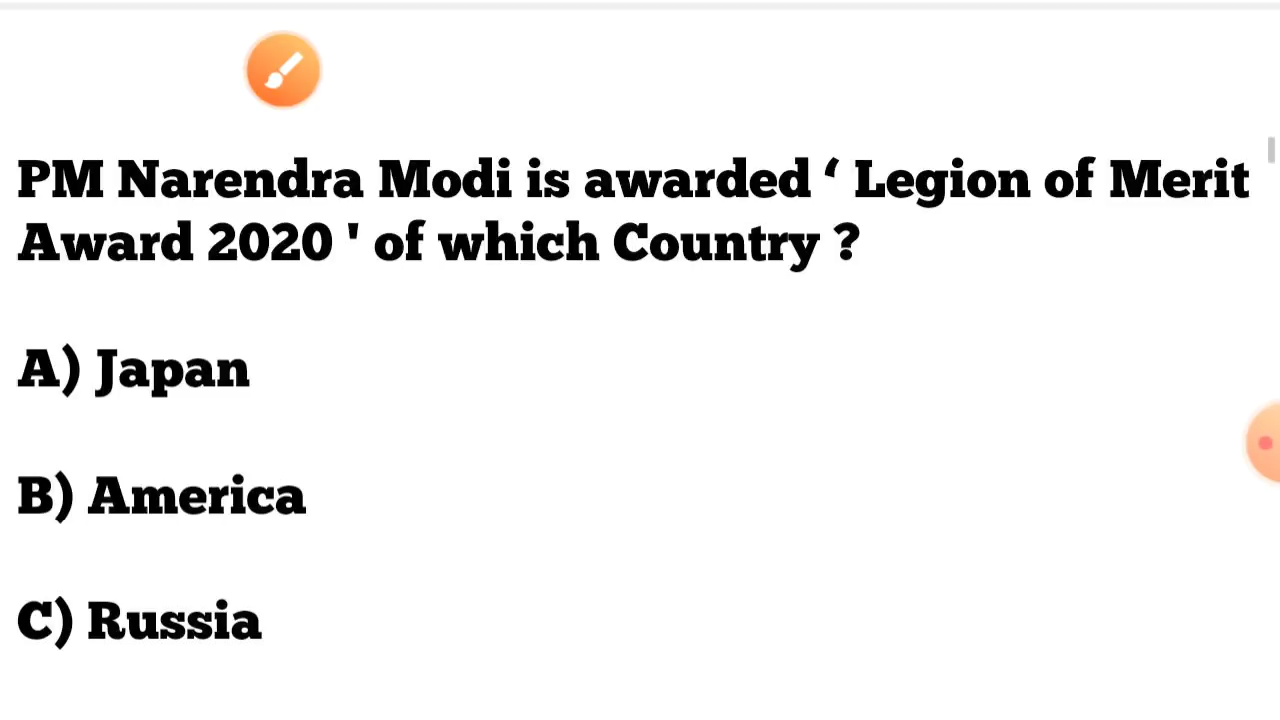 PM Narendra Modi is awarded ‘ Legion of Merit
Award 2020 ' of which Country ?
A) Japan
B) America
C) Russia